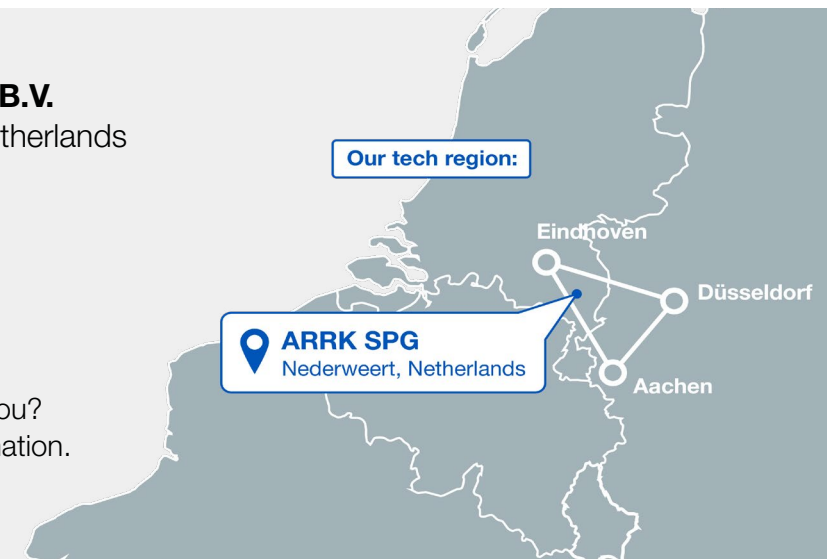 B.V.
therlands
Our tech region:
Eindhoven
Düsseldorf
ARRK SPG
Nederweert, Netherlands
Aachen
ou?
ation.